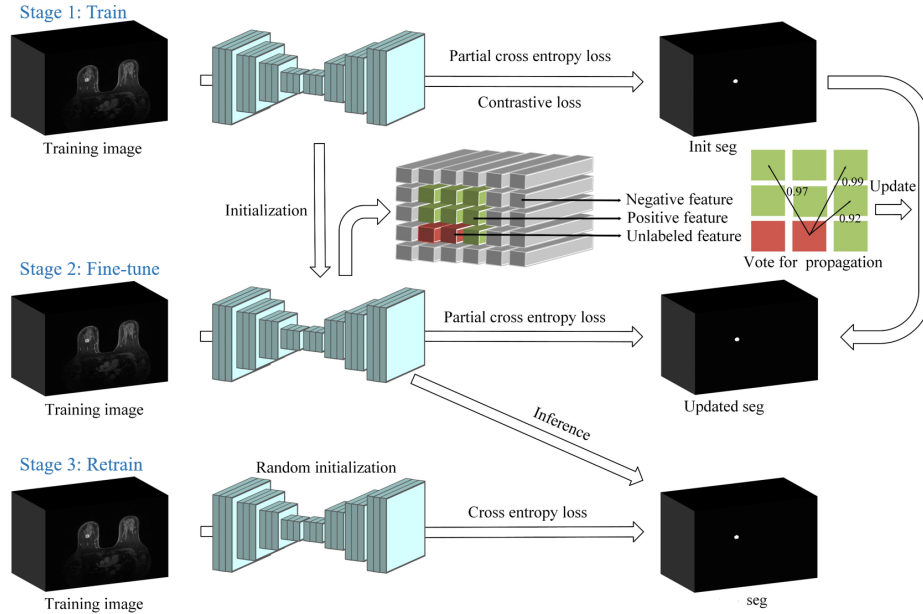 Stage 1: Train
Partial cross entropy loss
Contrastive loss
Training image
Init seg
Initialization
Negative feature
Positive feature
Unlabeled feature
0.97
0.99
0.92
Update
Vote for propagation
Stage 2: Fine-tune
Partial cross entropy loss
Training image
Updated seg
Inference
Stage 3: Retrain
Random initialization
Cross entropy loss
Training image
seg